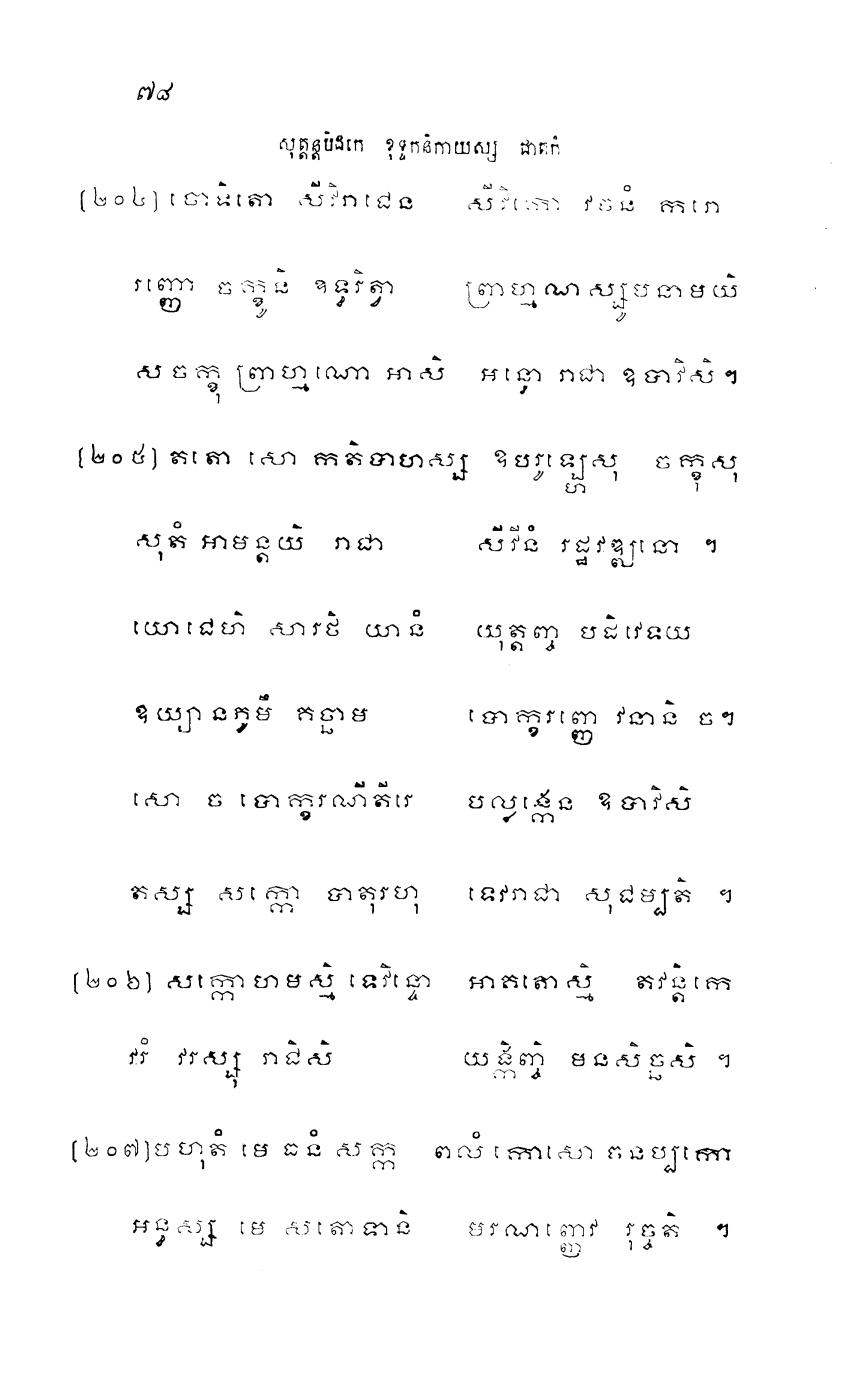 ៧៨
សុត្តន្តបិដកេ ខុទ្ទកនិកាយស្ស ជាតកំ
[២០៤] ចោទិតោ សីវិរាជេន សីវិកោ វចនំ ករោ
រញ្ញោ ចក្ខូនិ ឧទ្ធរិត្វា ព្រាហ្មណស្សូបនាមយិ
សចក្ខុ ព្រាហ្មណោ អាសិ អន្ធោ រាជា ឧបាវិសិ។
[២០៥] តតោ សោ កតិបាហស្ស ឧបរូឡ្ហេសុ ចក្ខុសុ
សុតំ អាមន្តយិ រាជា សីវីនំ រដ្ឋវឌ្ឍនោ ។
យោជេហិ សារថិ យានំ យុត្តញ្ច បដិវេទយ
ឧយ្យានភូមឹ គច្ឆាម បោក្ខរញ្ញេ វនានិ ច។
សោ ច បោក្ខរណីតីរេ បល្លង្កេន ឧបាវិសិ
តស្ស សក្កោ បាតុរហុ ទេវរាជា សុជម្បតិ ។
[២០៦] សក្កោហមស្មិ ទេវិន្ទោ អាគតោស្មិ តវន្តិកេ
វរំ វរស្សុ រាជិសិ យង្កិញ្ចិ មនសិច្ឆសិ ។
[២០៧] បហុតំ មេ ធនំ សក្ក ពលំ កោសោ ចនប្បកោ
អន្ធស្ស មេ សតោទានិ មរណញ្ញេវ រុច្ចតិ ។